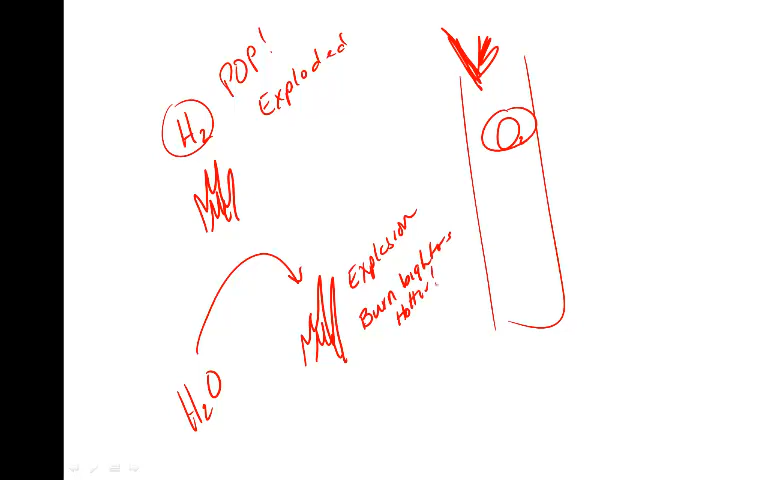 POP!
Exploded
H2
O2
Explosion
Burn brighter
Hotter!
H2O